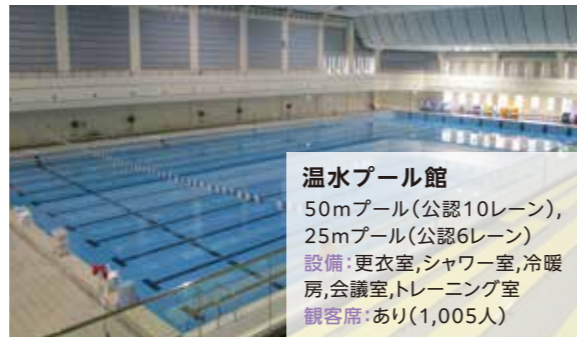 温水プール館
50mプール(公認10レーン),
25mプール(公認6レーン)
設備:更衣室,シャワー室,冷暖
房,会議室,トレーニング室
観客席:あり(1,005人)